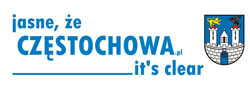 jasne, że
CZĘSTOCHOWA.pl
it's clear